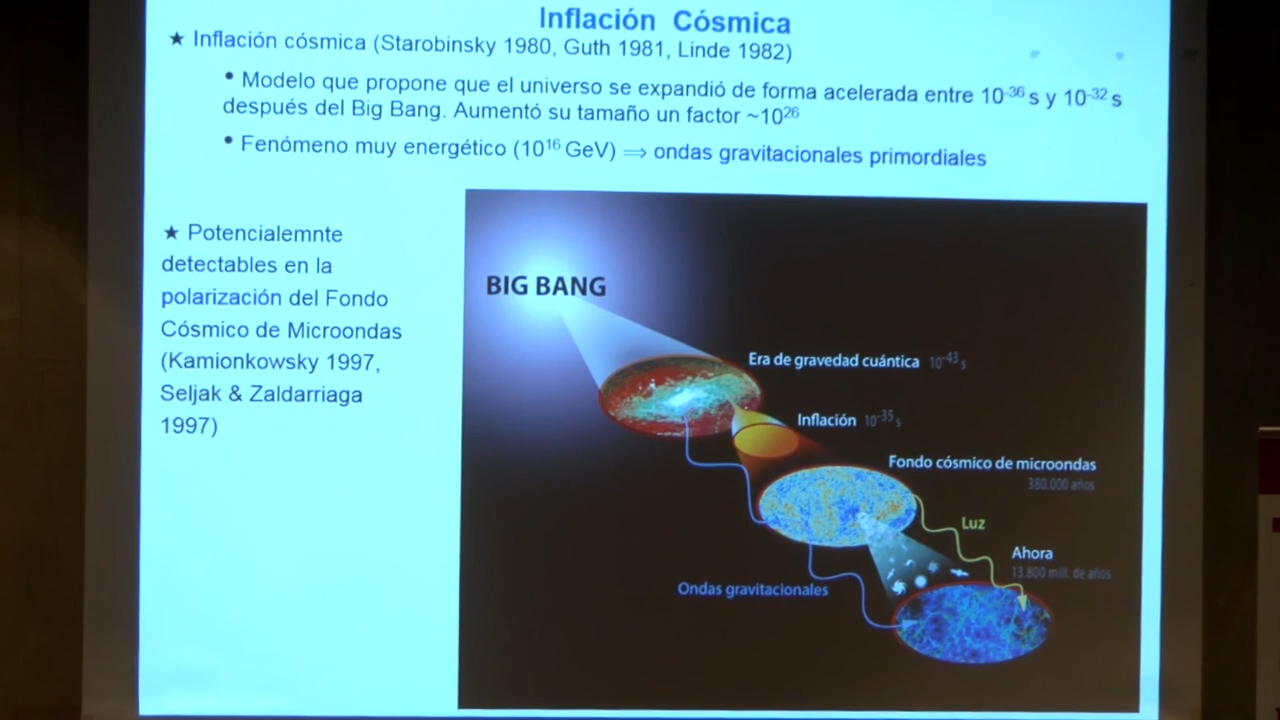 Inflación Cósmica
★ Inflación cósmica (Starobinsky 1980, Guth 1981, Linde 1982)
• Modelo que propone que el universo se expandió de forma acelerada entre 10⁻³⁶ s y 10⁻³² s
después del Big Bang. Aumentó su tamaño un factor ~10²⁶
• Fenómeno muy energético (10¹⁶ GeV) ⟹ ondas gravitacionales primordiales
★ Potencialemnte
detectables en la
polarización del Fondo
Cósmico de Microondas
(Kamionkowsky 1997,
Seljak & Zaldarriaga
1997)
BIG BANG
Era de gravedad cuántica 10⁻⁴³ s
Inflación 10⁻³⁵ s
Fondo cósmico de microondas
380.000 años
Luz
Ahora
13.800 mill. de años
Ondas gravitacionales